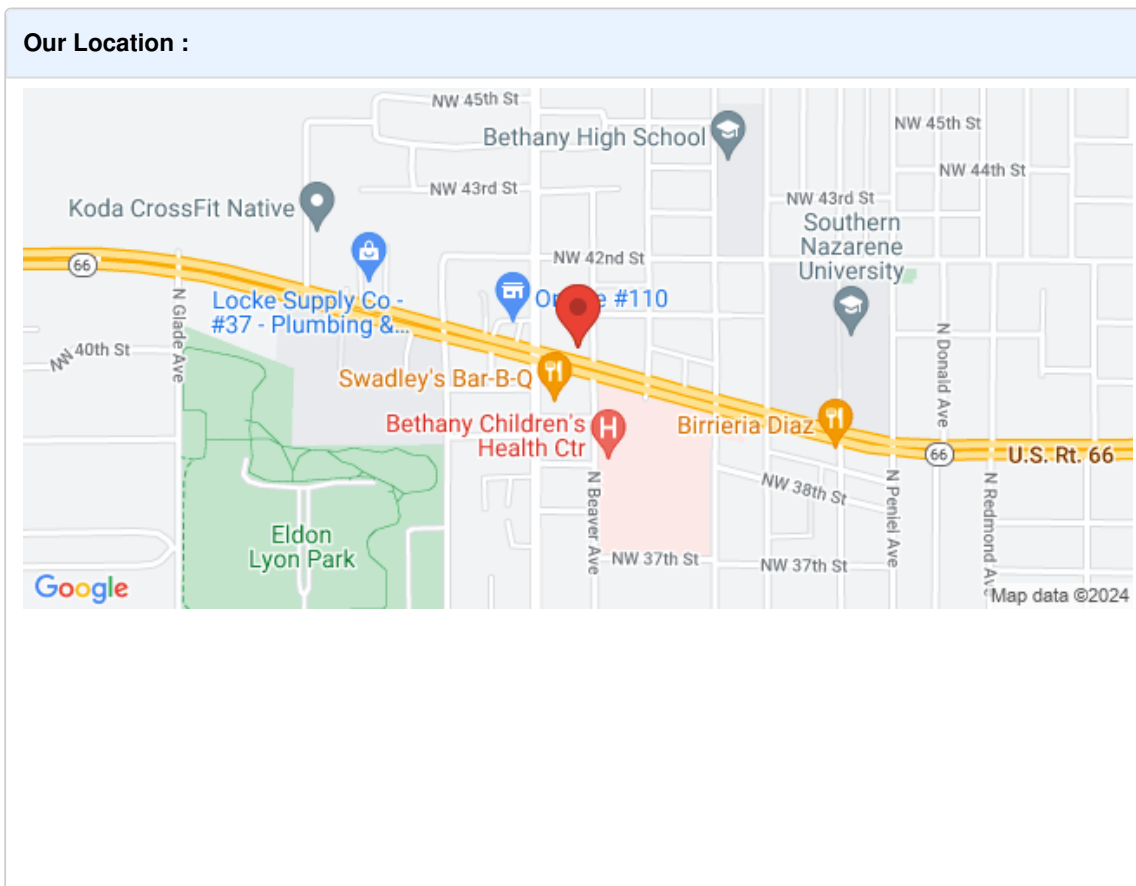 Our Location :
NW 45th St
Bethany High School
NW 45th St
NW 44th St
NW 43rd St
NW 43rd St
Koda CrossFit Native
Southern
Nazarene
University
NW 42nd St
66
Locke Supply Co -
#37 - Plumbing &...
#110
N Glade Ave
NW 40th St
N Donald Ave
Swadley's Bar-B-Q
Bethany Children's
Health Ctr
H
Birrieria Diaz
66
U.S. Rt. 66
NW 38th St
N Beaver Ave
N Peniel Ave
N Redmond Ave
Eldon
Lyon Park
NW 37th St
NW 37th St
Google
Map data ©2024